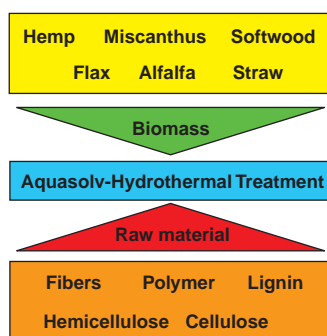 Hemp Miscanthus Softwood
Flax Alfalfa Straw
Biomass
Aquasolv-Hydrothermal Treatment
Raw material
Fibers Polymer Lignin
Hemicellulose Cellulose